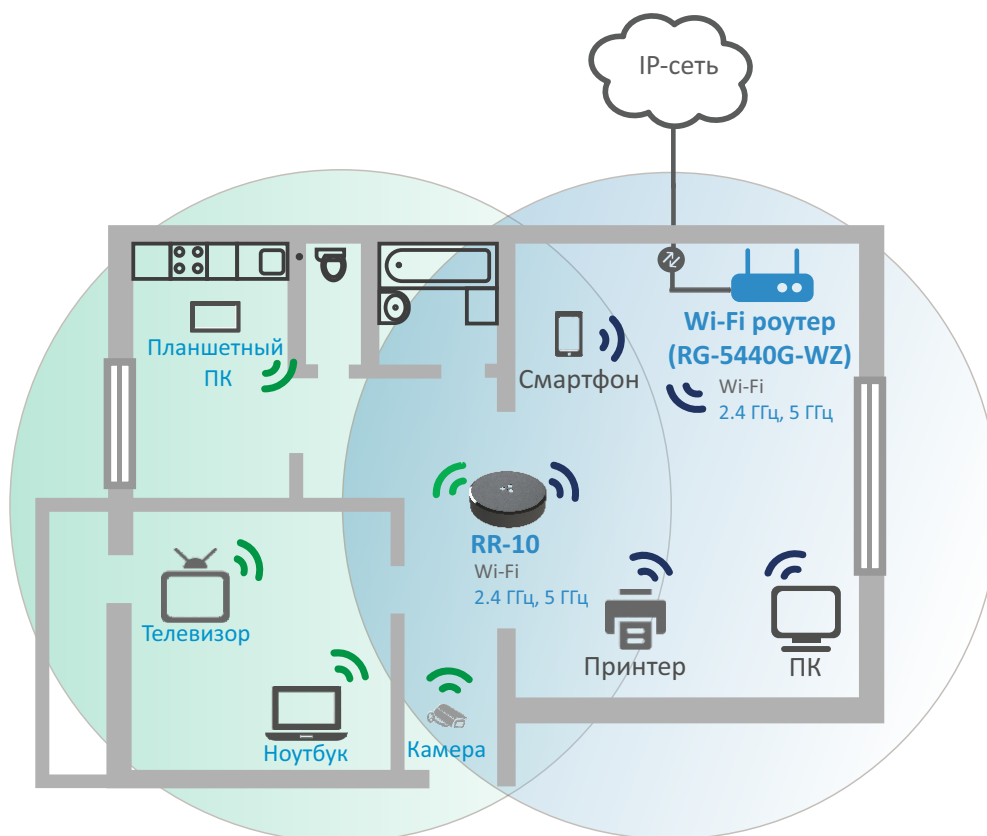 IP-сеть
Планшетный
ПК
Смартфон
Wi-Fi роутер
(RG-5440G-WZ)
Wi-Fi
2.4 ГГц, 5 ГГц
RR-10
Wi-Fi
2.4 ГГц, 5 ГГц
Телевизор
Принтер
ПК
Ноутбук
Камера